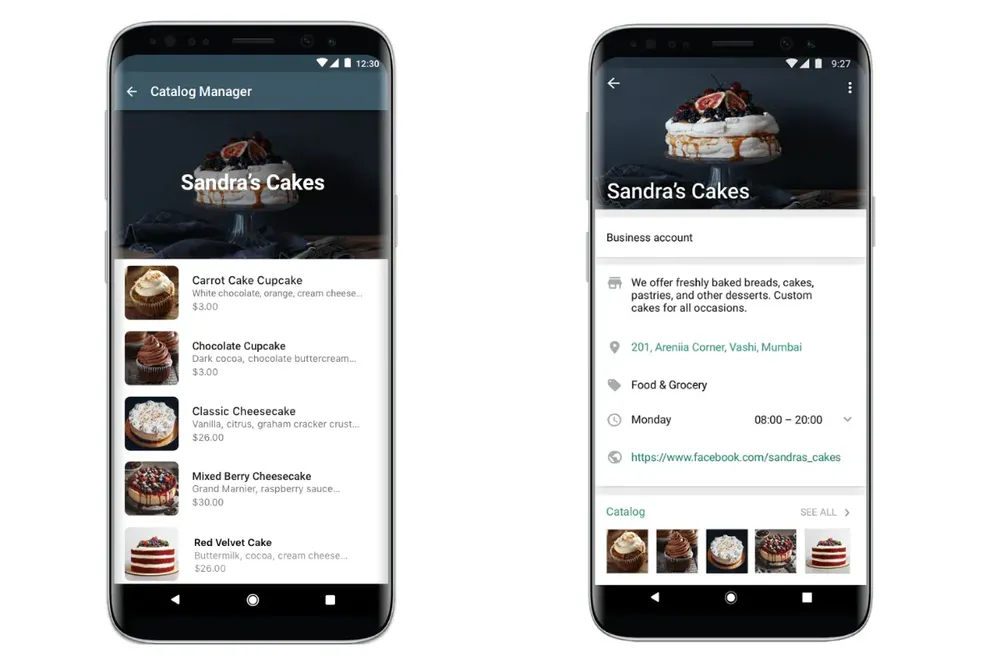 12:30
Catalog Manager
Sandra's Cakes
Carrot Cake Cupcake
White chocolate, orange, cream cheese...
$3.00
Chocolate Cupcake
Dark cocoa, chocolate buttercream...
$3.00
Classic Cheesecake
Vanilla, citrus, graham cracker crust...
$26.00
Mixed Berry Cheesecake
Grand Marnier, raspberry sauce...
$30.00
Red Velvet Cake
Buttermilk, cocoa, cream cheese...
$26.00
9:27
Sandra's Cakes
Business account
We offer freshly baked breads, cakes,
pastries, and other desserts. Custom
cakes for all occasions.
201, Areniia Corner, Vashi, Mumbai
Food & Grocery
Monday 08:00 – 20:00
https://www.facebook.com/sandras_cakes
Catalog SEE ALL